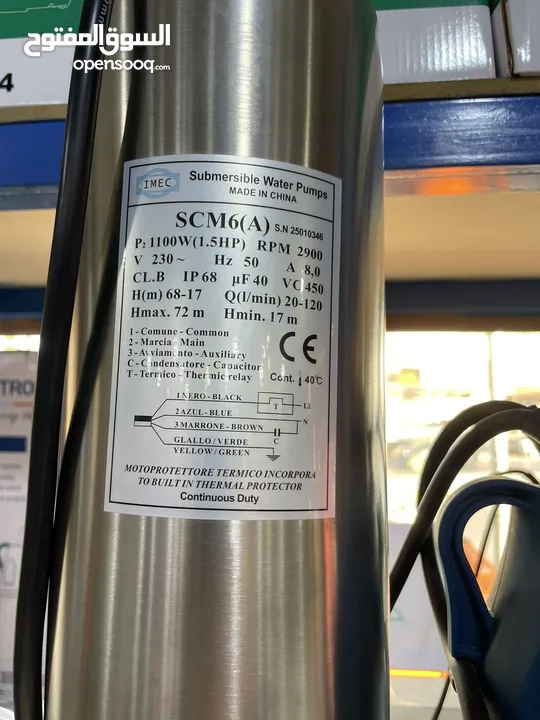 السوق المفتوح
opensooq.com
4
IMEC
Submersible Water Pumps
MADE IN CHINA
SCM6(A) S.N 25010346
P₂ 1100W(1.5HP) RPM 2900
V 230 ~ Hz 50 A 8,0
CL.B IP 68 µF 40 VC 450
H(m) 68-17 Q(l/min) 20-120
Hmax. 72 m Hmin. 17 m
1 - Comune - Common
2 - Marcia - Main
3 - Avviamento - Auxiliary
C - Condensatore - Capacitor
T - Termico - Thermic relay
CE
Cont. 40°C
1 NERO - BLACK
T
L1
2 AZUL - BLUE
N
3 MARRONE - BROWN
C
GLALLO / VERDE
YELLOW / GREEN
MOTOPROTETTORE TERMICO INCORPORA
TO BUILT IN THERMAL PROTECTOR
Continuous Duty
TRO